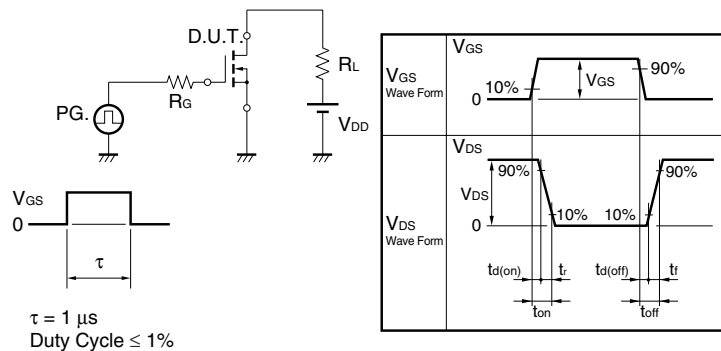 D.U.T.
RL
RG
PG.
VDD
VGS
0
τ
τ = 1 μs
Duty Cycle ≤ 1%
VGS
Wave Form
VGS
10%
VGS
90%
0
VDS
Wave Form
VDS
90%
90%
VDS
10%
10%
0
td(on)
tr
td(off)
tf
ton
toff